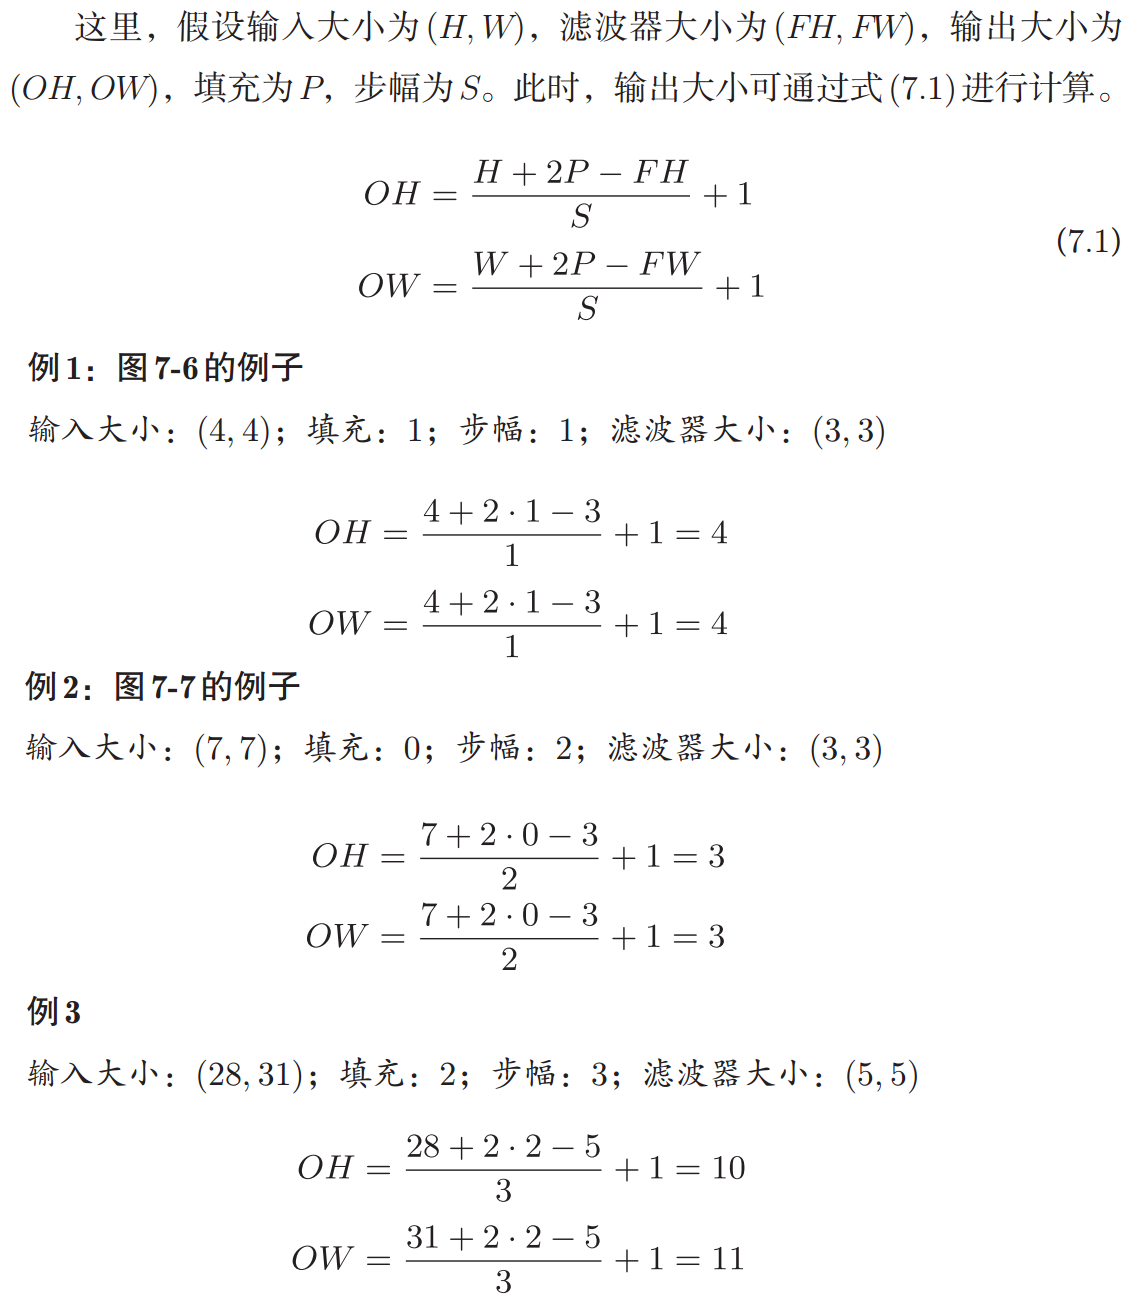 这里，假设输入大小为(H, W)，滤波器大小为(FH, FW)，输出大小为
(OH, OW)，填充为P，步幅为S。此时，输出大小可通过式(7.1)进行计算。
OH = \frac{H + 2P − FH}{S} + 1
OW = \frac{W + 2P − FW}{S} + 1
(7.1)
例1：图7-6的例子
输入大小：(4, 4)；填充：1；步幅：1；滤波器大小：(3, 3)
OH = \frac{4 + 2 · 1 − 3}{1} + 1 = 4
OW = \frac{4 + 2 · 1 − 3}{1} + 1 = 4
例2：图7-7的例子
输入大小：(7, 7)；填充：0；步幅：2；滤波器大小：(3, 3)
OH = \frac{7 + 2 · 0 − 3}{2} + 1 = 3
OW = \frac{7 + 2 · 0 − 3}{2} + 1 = 3
例3
输入大小：(28, 31)；填充：2；步幅：3；滤波器大小：(5, 5)
OH = \frac{28 + 2 · 2 − 5}{3} + 1 = 10
OW = \frac{31 + 2 · 2 − 5}{3} + 1 = 11